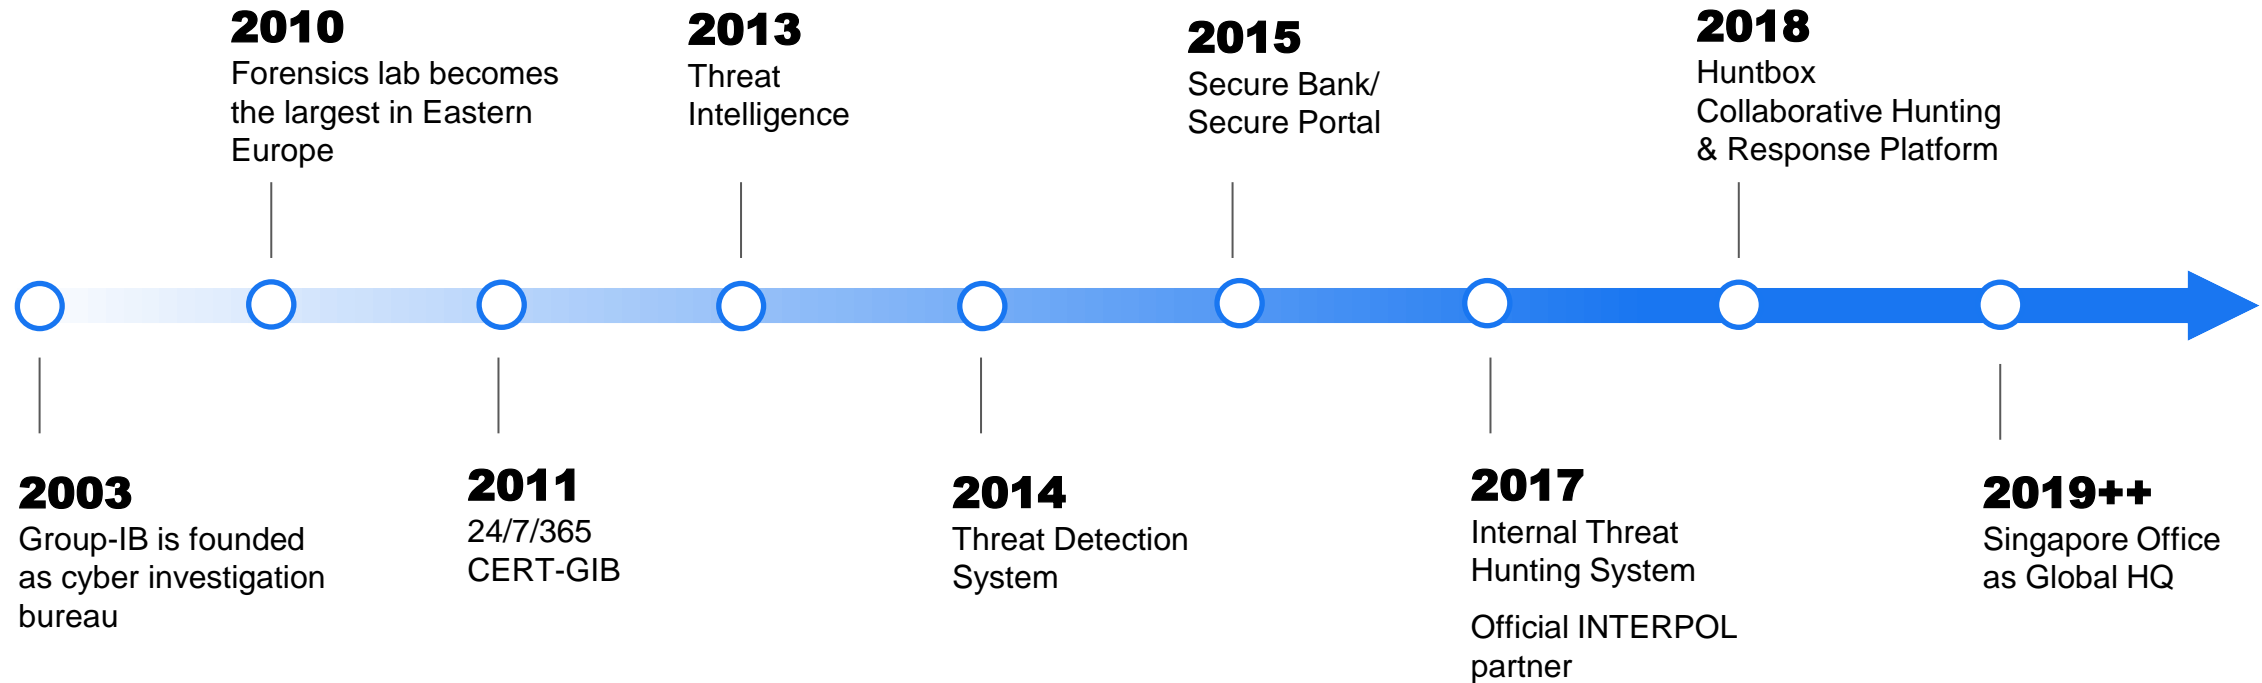 2010
Forensics lab becomes
the largest in Eastern
Europe
2013
Threat
Intelligence
2015
Secure Bank/
Secure Portal
2018
Huntbox
Collaborative Hunting
& Response Platform
2003
Group-IB is founded
as cyber investigation
bureau
2011
24/7/365
CERT-GIB
2014
Threat Detection
System
2017
Internal Threat
Hunting System
Official INTERPOL
partner
2019++
Singapore Office
as Global HQ